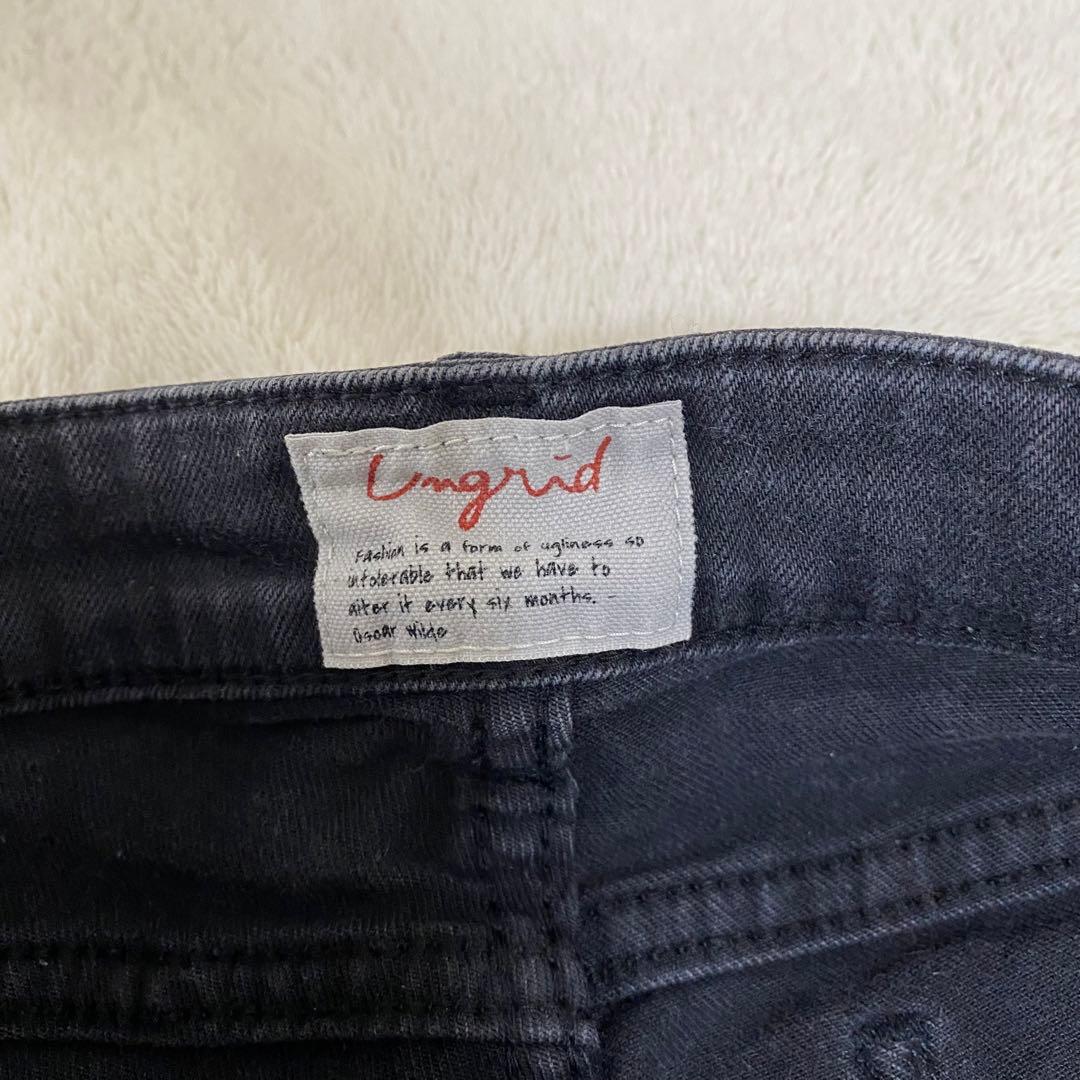 Ungrid
Fashion is a form of ugliness so
intolerable that we have to
alter it every six months. -
Oscar Wilde